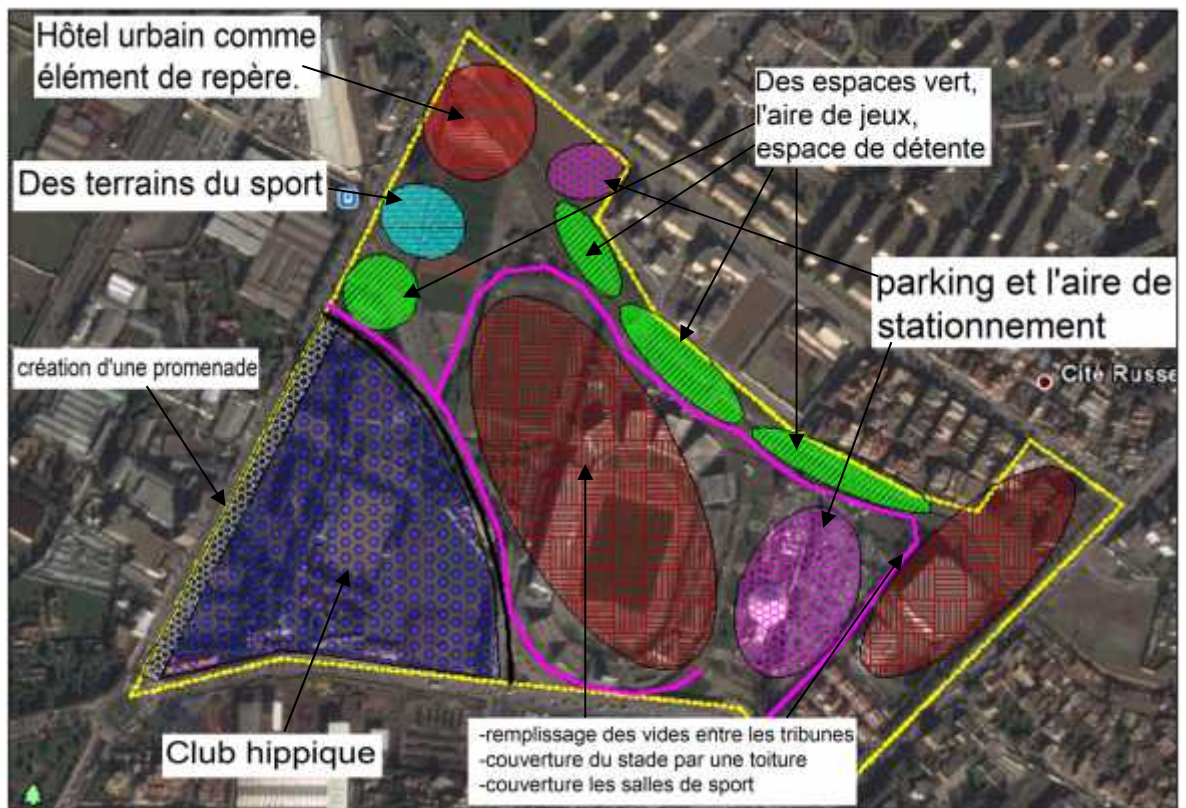 Hôtel urbain comme
élément de repère.
Des espaces vert,
l'aire de jeux,
espace de détente
Des terrains du sport
D
parking et l'aire de
stationnement
création d'une promenade
Cité Russe
Club hippique
-remplissage des vides entre les tribunes
-couverture du stade par une toiture
-couverture les salles de sport